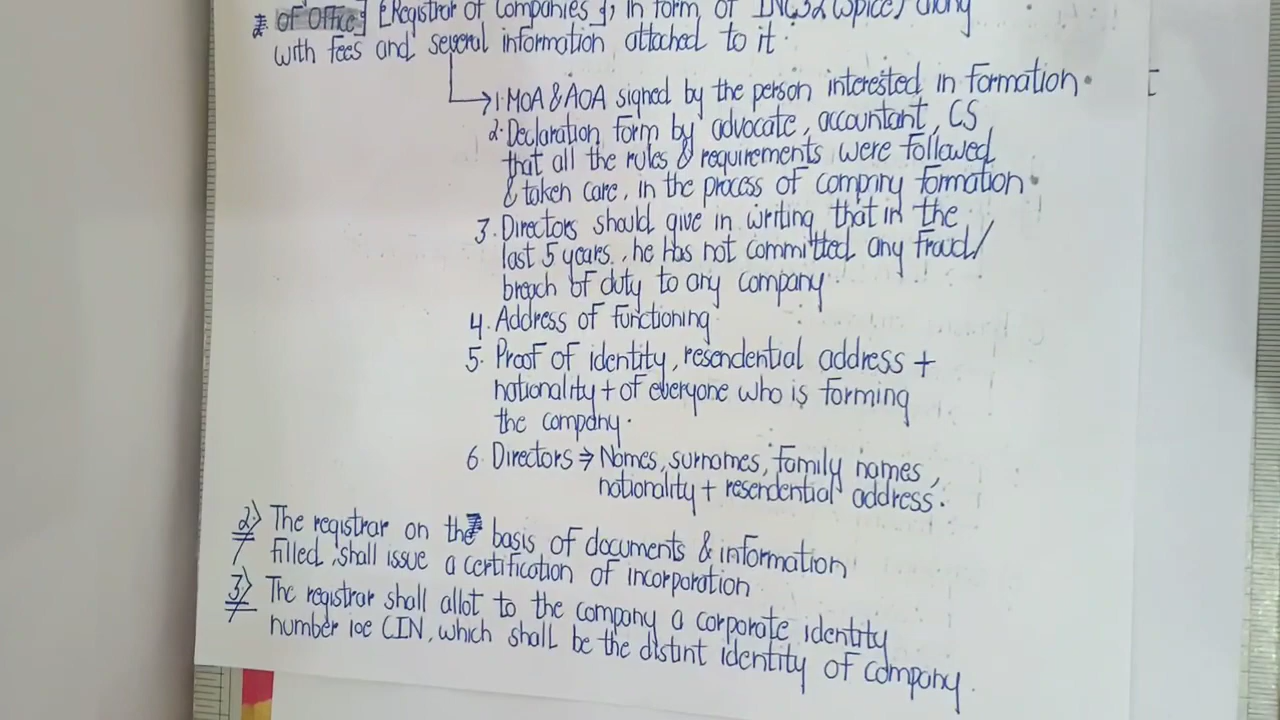 of office] [Registrar of Companies], in form of INC32 (Spice) along
with fees and several information attached to it.
1. MOA & AOA signed by the person interested in formation.
2. Declaration form by advocate, accountant, CS
that all the rules & requirements were followed
& taken care, in the process of company formation.
3. Directors should give in writing that in the
last 5 years, he has not committed any fraud/
breach of duty to any company.
4. Address of functioning
5. Proof of identity, resendential address +
nationality + of everyone who is forming
the company.
6. Directors ⇒ Names, surnames, family names,
nationality + resendential address.
2) The registrar on the basis of documents & information
filled, shall issue a certification of incorporation
3) The registrar shall allot to the company a corporate identity
number ioe CIN, which shall be the distint identity of company.